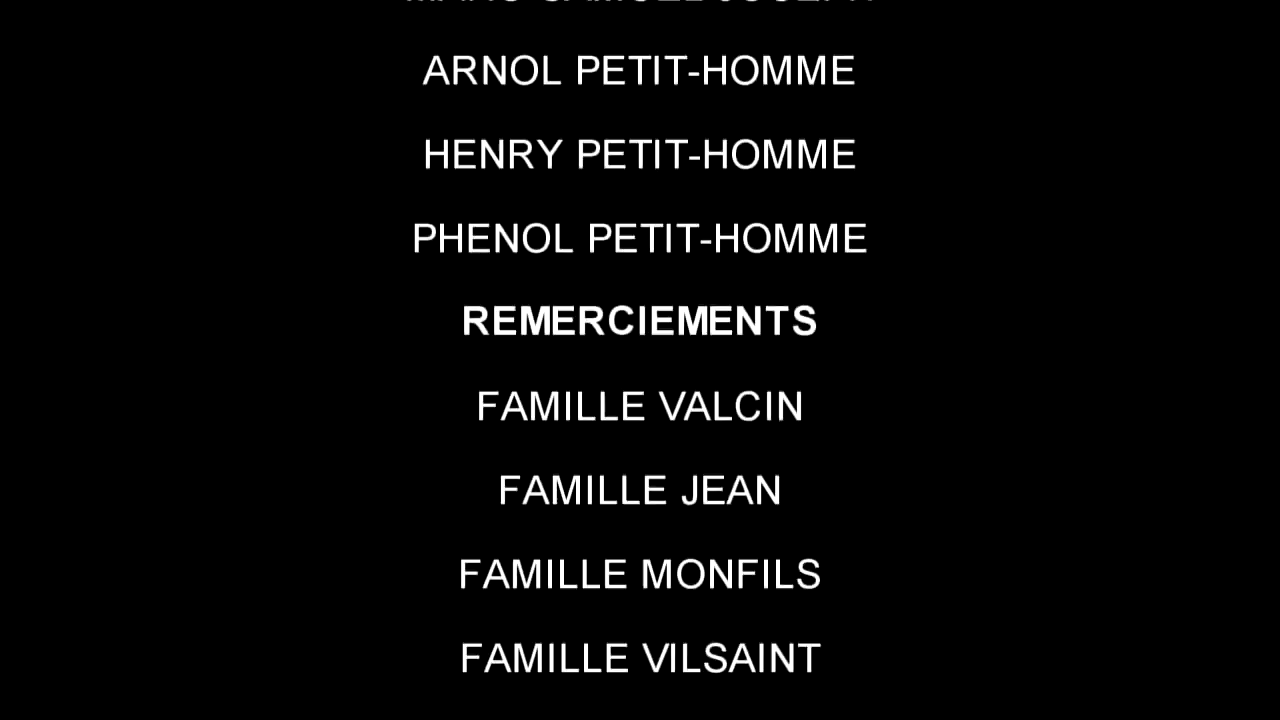 ARNOL PETIT-HOMME
HENRY PETIT-HOMME
PHENOL PETIT-HOMME
REMERCIEMENTS
FAMILLE VALCIN
FAMILLE JEAN
FAMILLE MONFILS
FAMILLE VILSAINT